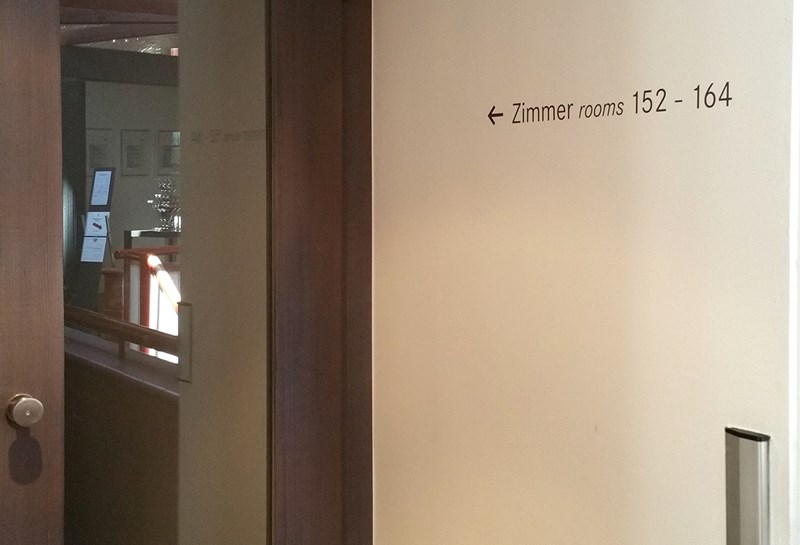 ← Zimmer rooms 152 - 164